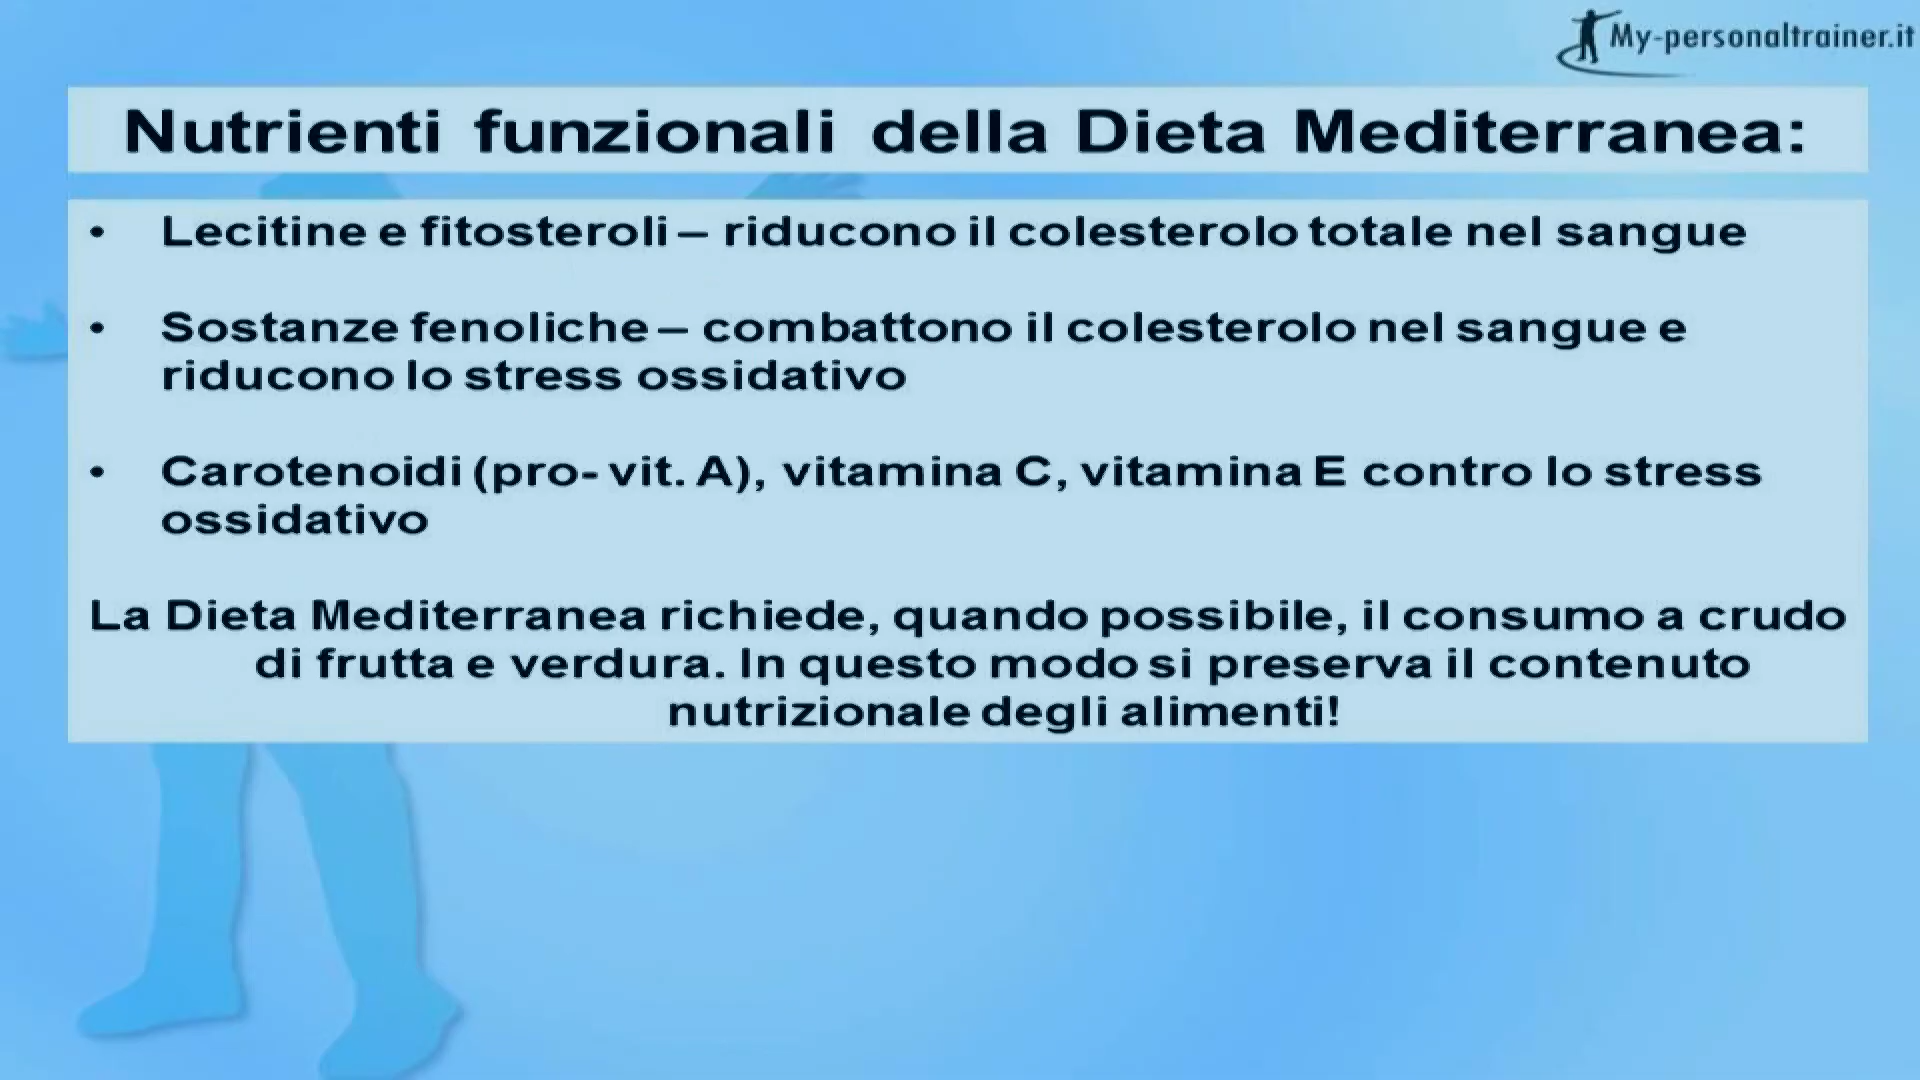 My-personaltrainer.it
Nutrienti funzionali della Dieta Mediterranea:
• Lecitine e fitosteroli – riducono il colesterolo totale nel sangue
• Sostanze fenoliche – combattono il colesterolo nel sangue e
riducono lo stress ossidativo
• Carotenoidi (pro- vit. A), vitamina C, vitamina E contro lo stress
ossidativo
La Dieta Mediterranea richiede, quando possibile, il consumo a crudo
di frutta e verdura. In questo modo si preserva il contenuto
nutrizionale degli alimenti!